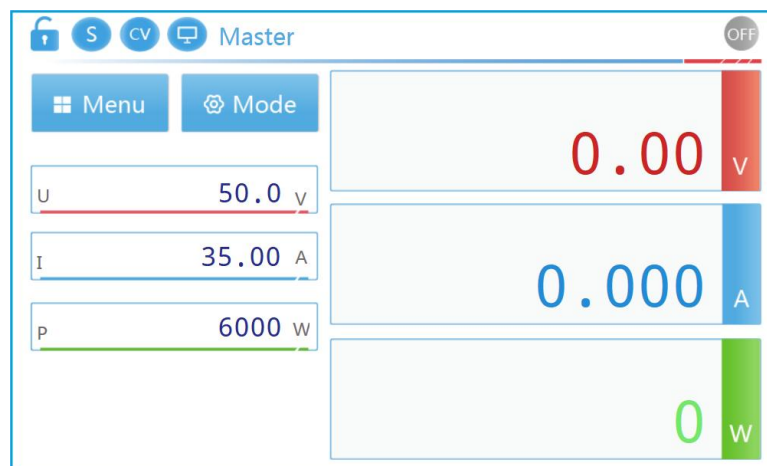 S CV Master OFF
Menu Mode
0.00 V
U 50.0 V
I 35.00 A
0.000 A
P 6000 W
0 W